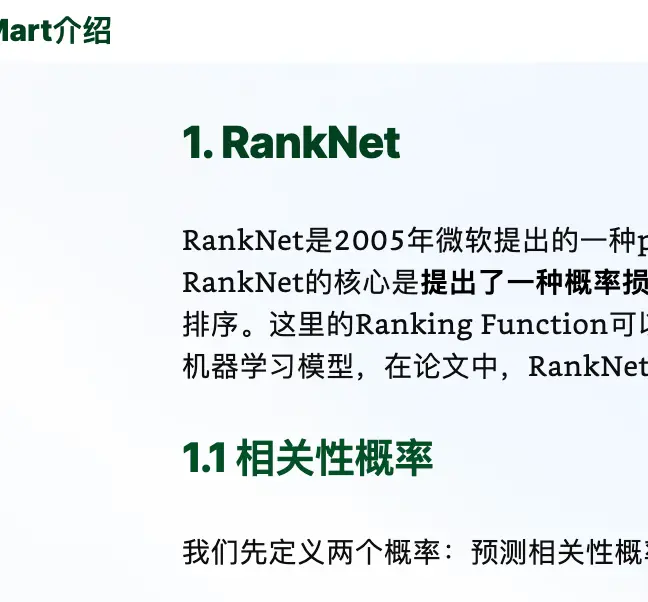 Mart介绍
1. RankNet
RankNet是2005年微软提出的一种p
RankNet的核心是提出了一种概率损
排序。这里的Ranking Function可以
机器学习模型，在论文中，RankNet
1.1 相关性概率
我们先定义两个概率：预测相关性概率